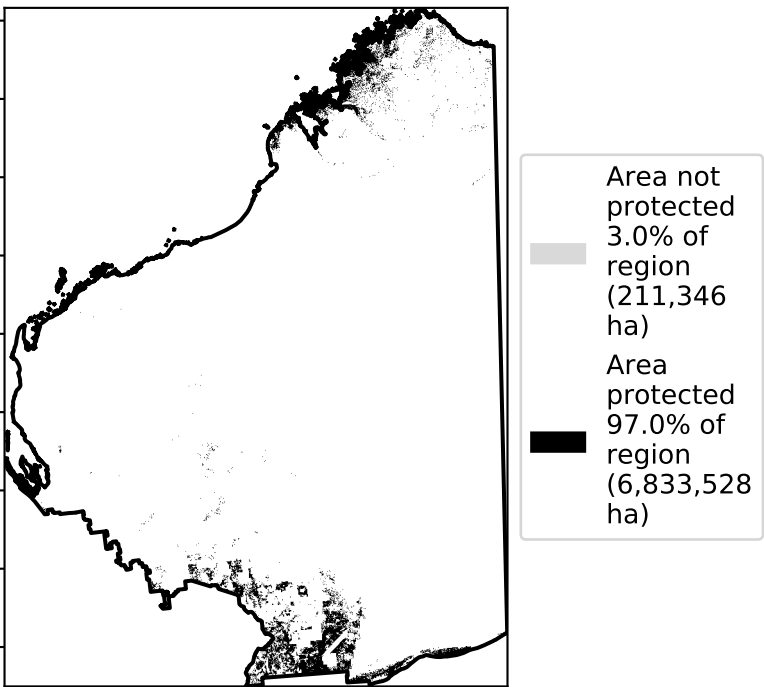 Area not
protected
3.0% of
region
(211,346
ha)
Area
protected
97.0% of
region
(6,833,528
ha)